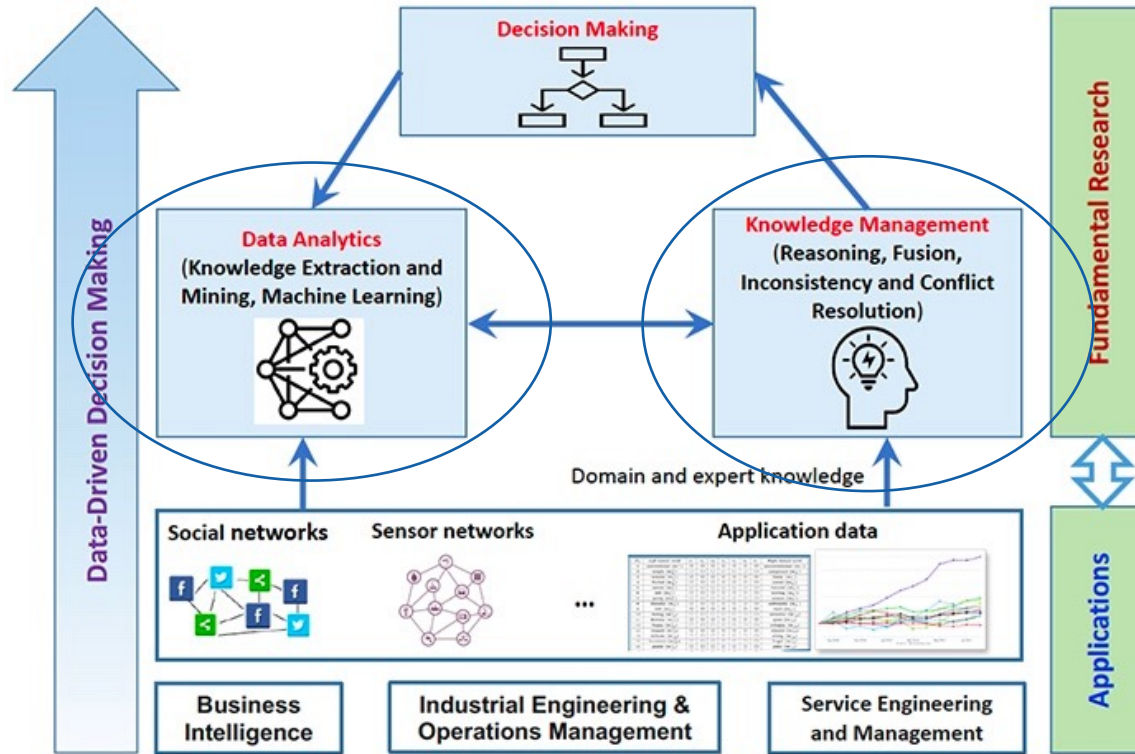 Decision Making
Data-Driven Decision Making
Fundamental Research
Data Analytics
(Knowledge Extraction and
Mining, Machine Learning)
Knowledge Management
(Reasoning, Fusion,
Inconsistency and Conflict
Resolution)
Domain and expert knowledge
Social networks
Sensor networks
Application data
...
Applications
Business
Intelligence
Industrial Engineering &
Operations Management
Service Engineering
and Management